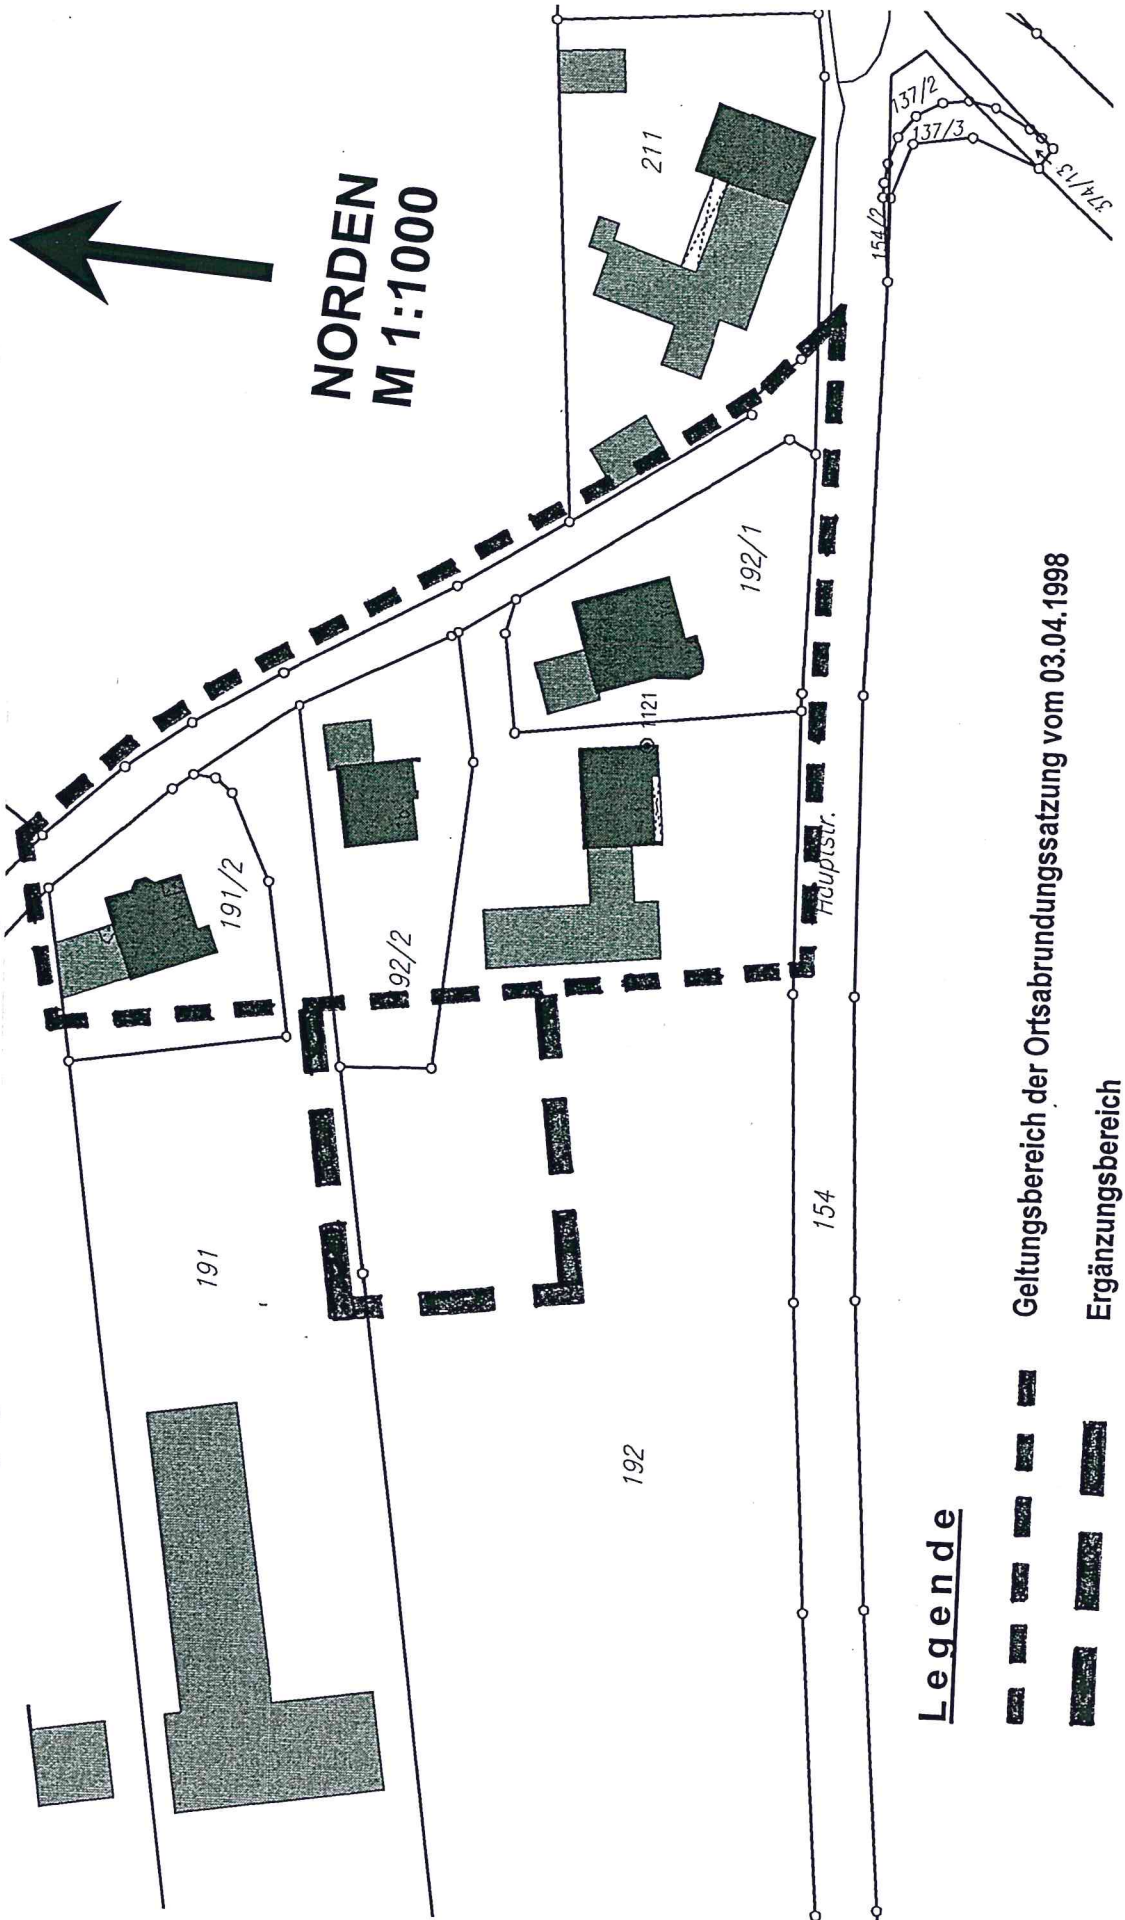 NORDEN
M 1:1000
211
137/2
137/3
374/13
154/2
192/1
1121
191/2
92/2
Hauptstr.
191
154
192
Legende
Geltungsbereich der Ortsabrundungssatzung vom 03.04.1998
Ergänzungsbereich